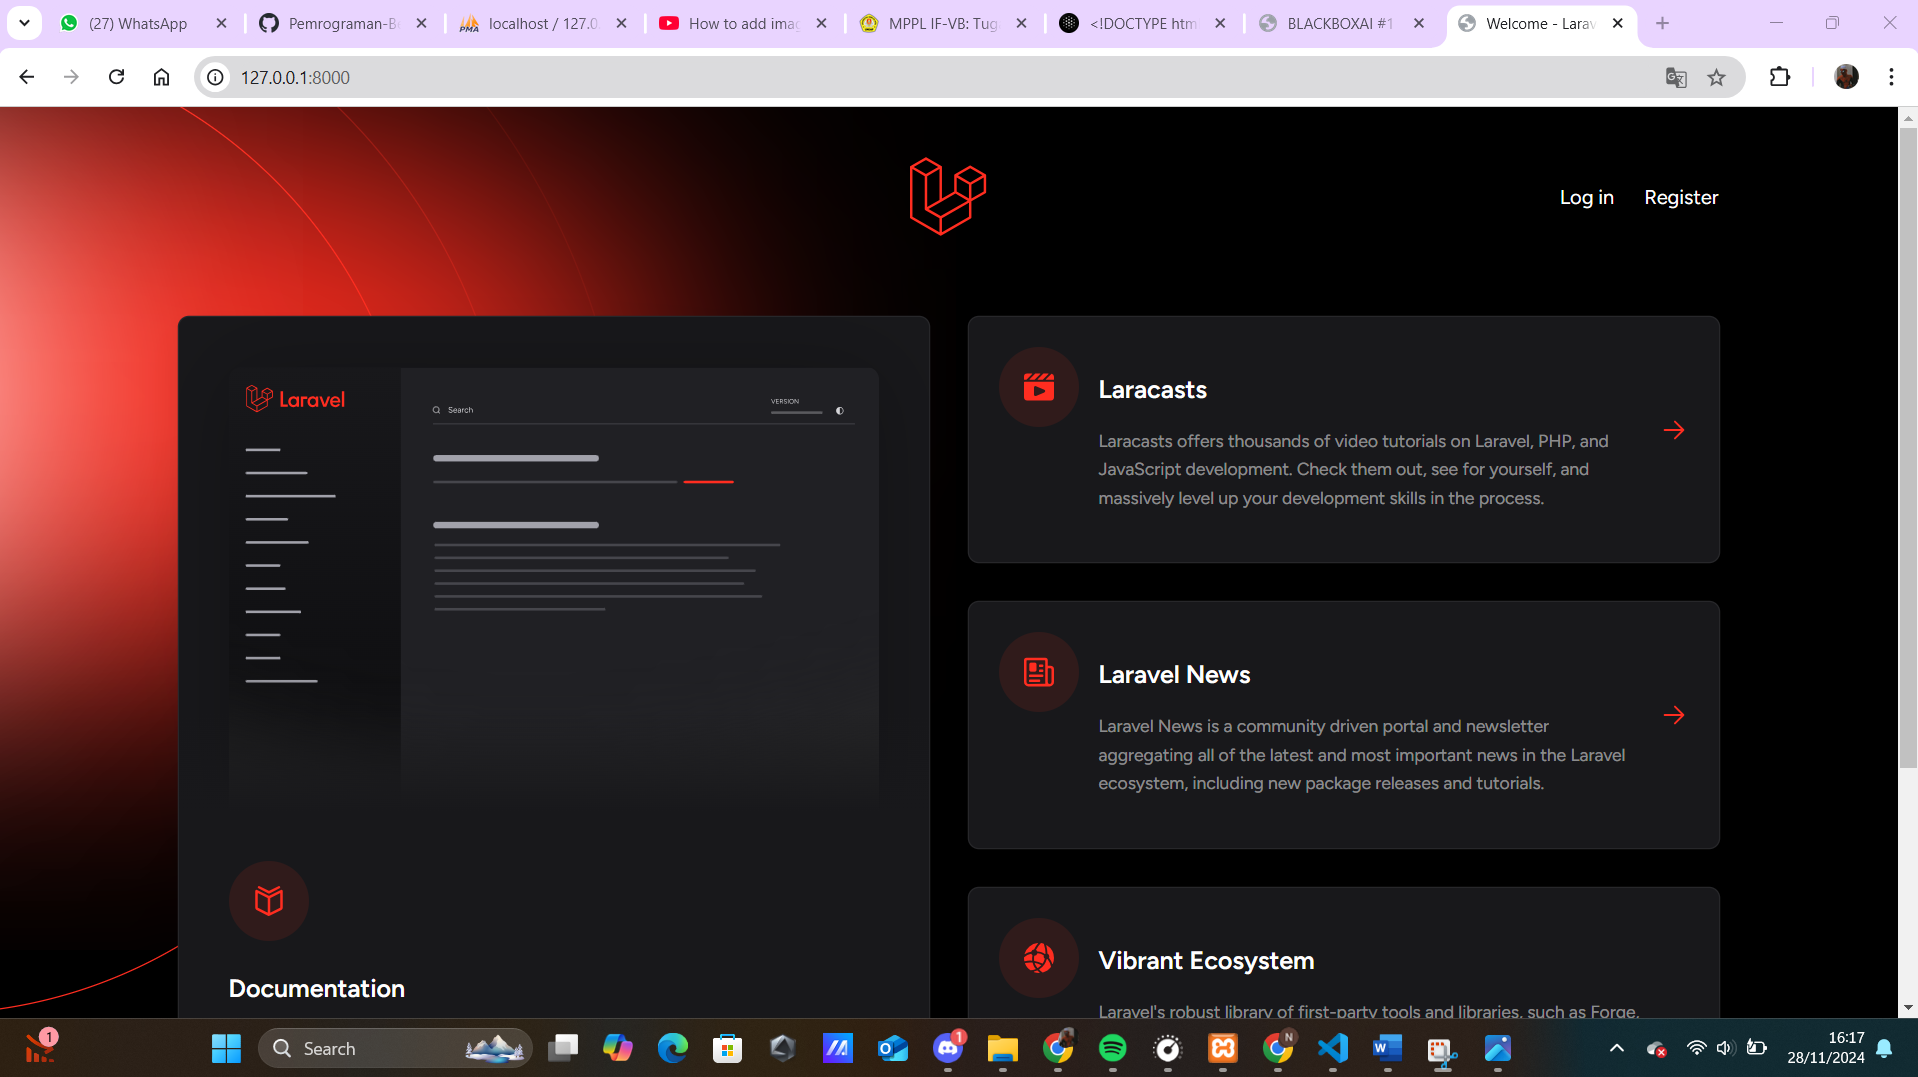 (27) WhatsApp
Pemrograman-Be
localhost / 127.0.
How to add imag
MPPL IF-VB: Tug
<!DOCTYPE htm
BLACKBOXAI #1
Welcome - Larav
127.0.0.1:8000
Log in
Register
Laravel
Search
VERSION
Documentation
Laracasts
Laracasts offers thousands of video tutorials on Laravel, PHP, and
JavaScript development. Check them out, see for yourself, and
massively level up your development skills in the process.
Laravel News
Laravel News is a community driven portal and newsletter
aggregating all of the latest and most important news in the Laravel
ecosystem, including new package releases and tutorials.
Vibrant Ecosystem
Laravel's robust library of first-party tools and libraries, such as Forge,
1
Search
1
N
16:17
28/11/2024